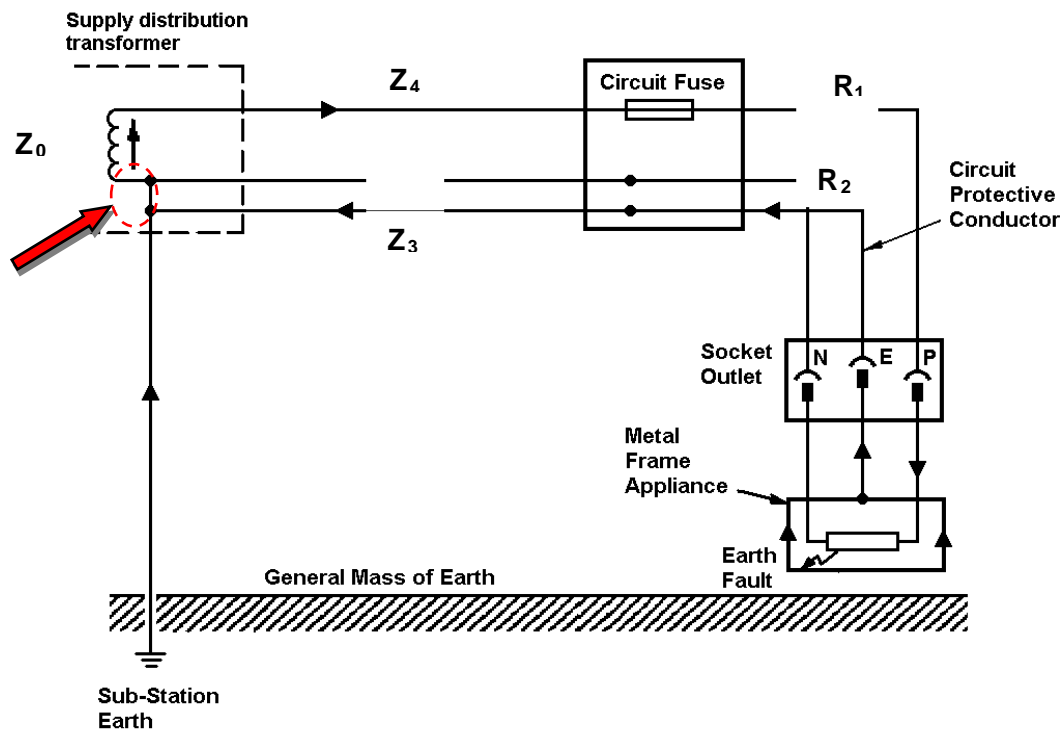 Supply distribution
transformer
Z₄
Circuit Fuse
R₁
Z₀
R₂
Z₃
Circuit
Protective
Conductor
Socket
Outlet
N E P
Metal
Frame
Appliance
Earth
Fault
General Mass of Earth
Sub-Station
Earth